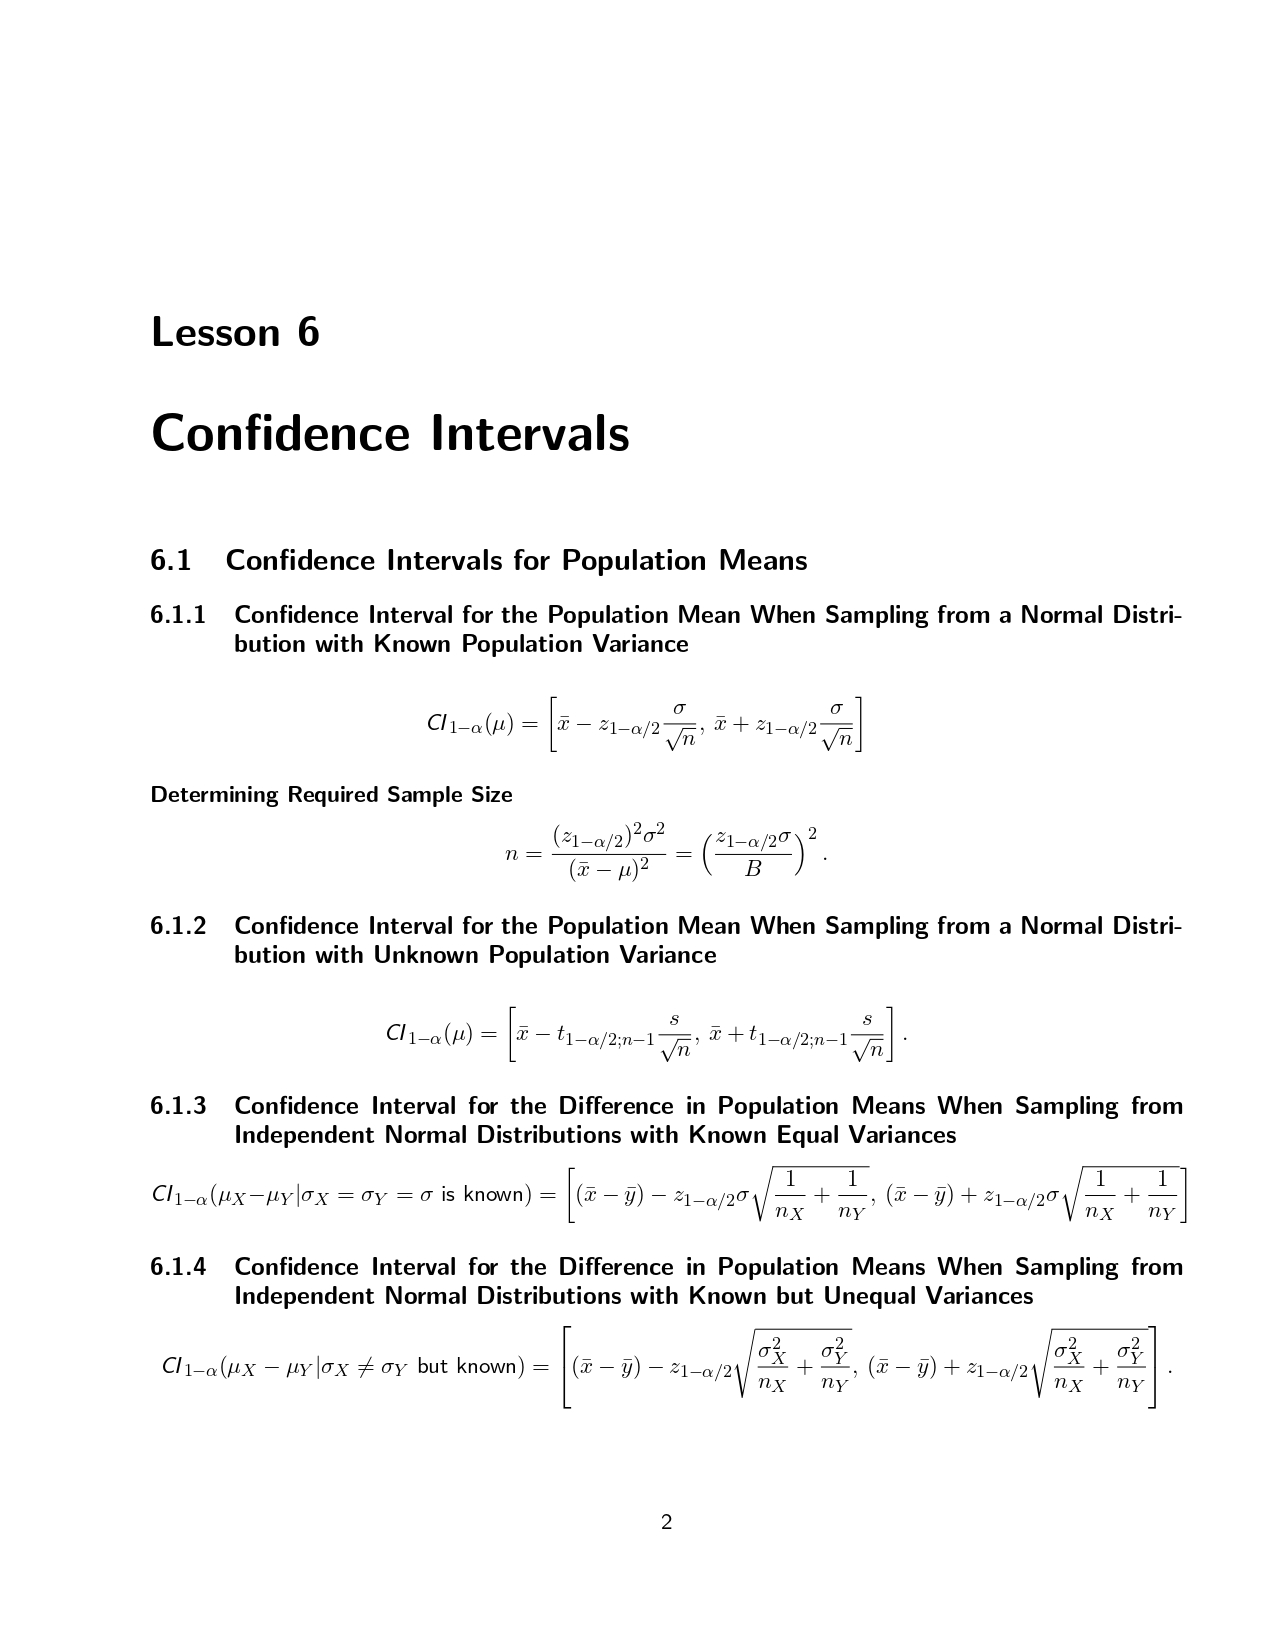 Lesson 6
Confidence Intervals
6.1 Confidence Intervals for Population Means
6.1.1 Confidence Interval for the Population Mean When Sampling from a Normal Distri-
bution with Known Population Variance
$CI_{1-\alpha}(\mu) = \left[ \bar{x} - z_{1-\alpha/2} \frac{\sigma}{\sqrt{n}},\ \bar{x} + z_{1-\alpha/2} \frac{\sigma}{\sqrt{n}} \right]$
Determining Required Sample Size
$n = \frac{(z_{1-\alpha/2})^2 \sigma^2}{(\bar{x} - \mu)^2} = \left( \frac{z_{1-\alpha/2} \sigma}{B} \right)^2 .$
6.1.2 Confidence Interval for the Population Mean When Sampling from a Normal Distri-
bution with Unknown Population Variance
$CI_{1-\alpha}(\mu) = \left[ \bar{x} - t_{1-\alpha/2;n-1} \frac{s}{\sqrt{n}},\ \bar{x} + t_{1-\alpha/2;n-1} \frac{s}{\sqrt{n}} \right] .$
6.1.3 Confidence Interval for the Difference in Population Means When Sampling from
Independent Normal Distributions with Known Equal Variances
$CI_{1-\alpha}(\mu_X - \mu_Y | \sigma_X = \sigma_Y = \sigma \text{ is known}) = \left[ (\bar{x} - \bar{y}) - z_{1-\alpha/2} \sigma \sqrt{\frac{1}{n_X} + \frac{1}{n_Y}},\ (\bar{x} - \bar{y}) + z_{1-\alpha/2} \sigma \sqrt{\frac{1}{n_X} + \frac{1}{n_Y}} \right]$
6.1.4 Confidence Interval for the Difference in Population Means When Sampling from
Independent Normal Distributions with Known but Unequal Variances
$CI_{1-\alpha}(\mu_X - \mu_Y | \sigma_X \neq \sigma_Y \text{ but known}) = \left[ (\bar{x} - \bar{y}) - z_{1-\alpha/2} \sqrt{\frac{\sigma_X^2}{n_X} + \frac{\sigma_Y^2}{n_Y}},\ (\bar{x} - \bar{y}) + z_{1-\alpha/2} \sqrt{\frac{\sigma_X^2}{n_X} + \frac{\sigma_Y^2}{n_Y}} \right] .$
2